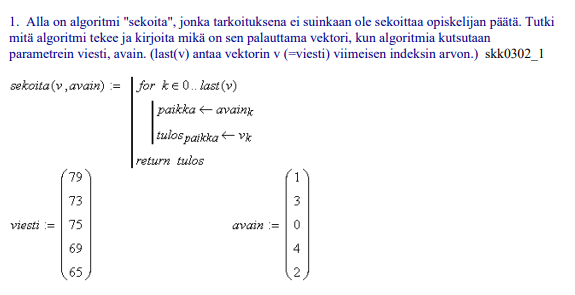 1. Alla on algoritmi "sekoita", jonka tarkoituksena ei suinkaan ole sekoittaa opiskelijan päätä. Tutki
mitä algoritmi tekee ja kirjoita mikä on sen palauttama vektori, kun algoritmia kutsutaan
parametrein viesti, avain. (last(v) antaa vektorin v (=viesti) viimeisen indeksin arvon.) skk0302_1
sekoita(v,avain) := for k ∈ 0..last(v)
paikka ← avain_k
tulos_paikka ← v_k
return tulos
viesti := (79 73 75 69 65)
avain := (1 3 0 4 2)